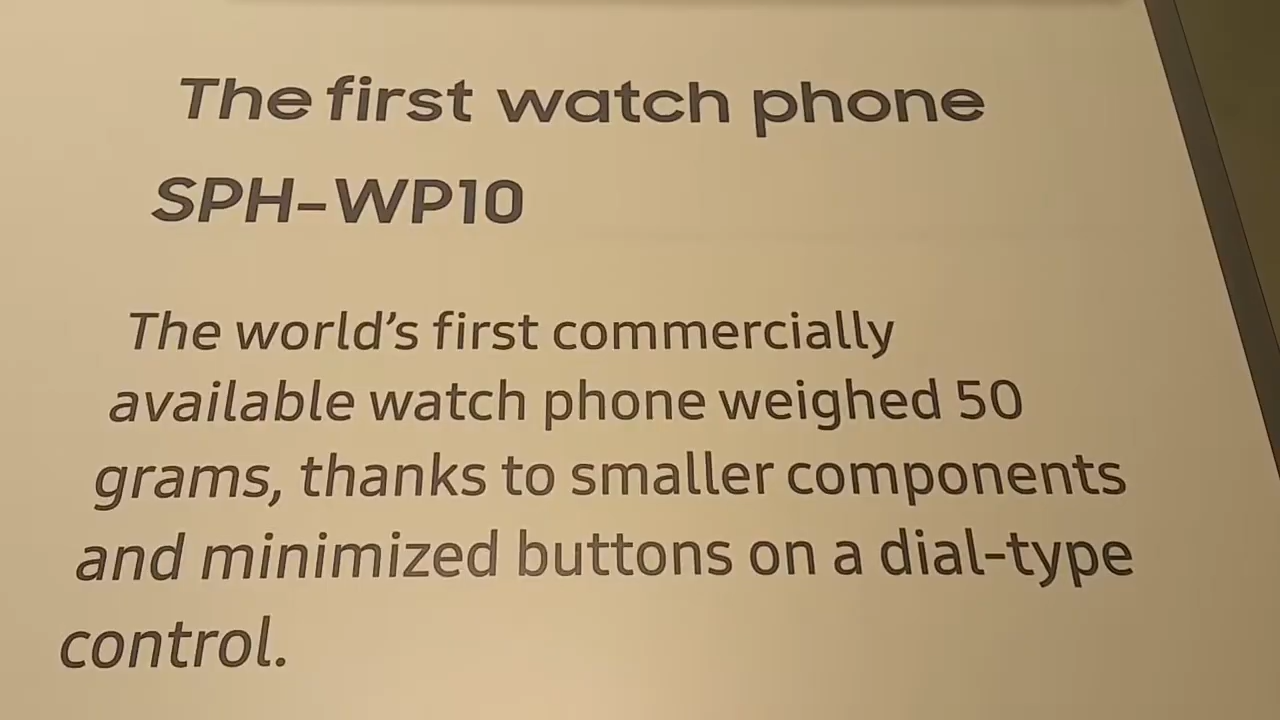 The first watch phone
SPH-WP10
The world’s first commercially
available watch phone weighed 50
grams, thanks to smaller components
and minimized buttons on a dial-type
control.